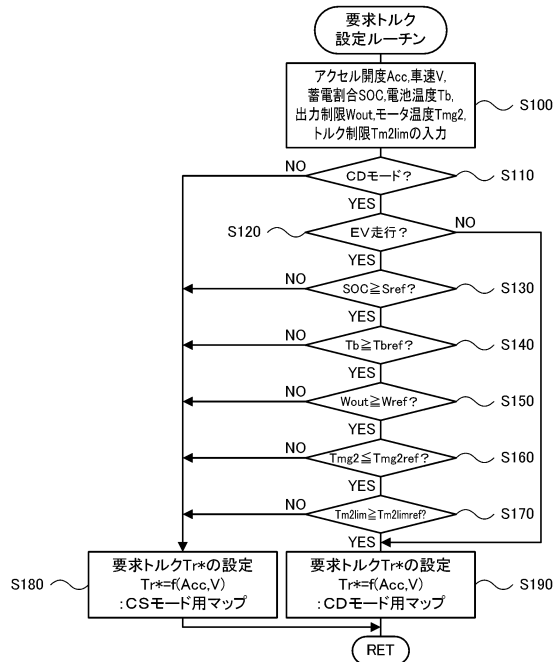 要求トルク
設定ルーチン
アクセル開度Acc,車速V,
蓄電割合SOC,電池温度Tb,
出力制限Wout,モータ温度Tmg2,
トルク制限Tm2limの入力
S100
NO
CDモード?
S110
YES
NO
S120
EV走行?
YES
NO
SOC≧Sref?
S130
YES
NO
Tb≧Tbref?
S140
YES
NO
Wout≧Wref?
S150
YES
NO
Tmg2≦Tmg2ref?
S160
YES
NO
Tm2lim≧Tm2limref?
S170
YES
S180
要求トルクTr*の設定
Tr*=f(Acc,V)
:CSモード用マップ
要求トルクTr*の設定
Tr*=f(Acc,V)
:CDモード用マップ
S190
RET